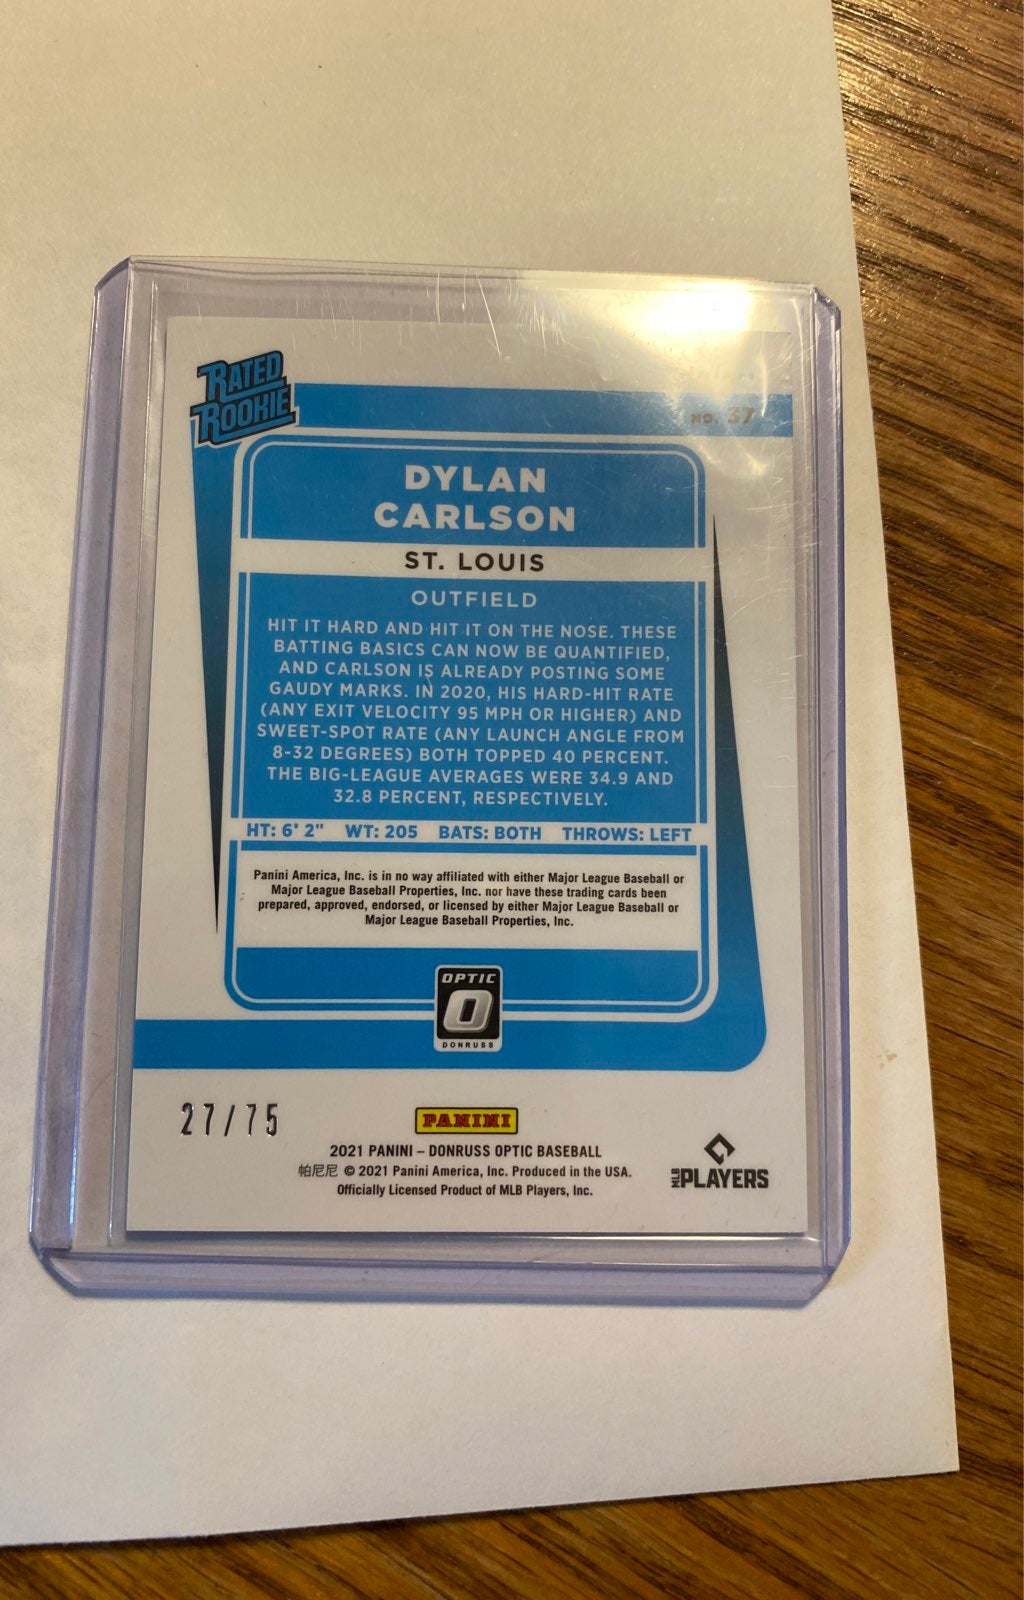 RATED
ROOKIE
NO. 37
DYLAN
CARLSON
ST. LOUIS
OUTFIELD
HIT IT HARD AND HIT IT ON THE NOSE. THESE
BATTING BASICS CAN NOW BE QUANTIFIED,
AND CARLSON IS ALREADY POSTING SOME
GAUDY MARKS. IN 2020, HIS HARD-HIT RATE
(ANY EXIT VELOCITY 95 MPH OR HIGHER) AND
SWEET-SPOT RATE (ANY LAUNCH ANGLE FROM
8-32 DEGREES) BOTH TOPPED 40 PERCENT.
THE BIG-LEAGUE AVERAGES WERE 34.9 AND
32.8 PERCENT, RESPECTIVELY.
HT: 6' 2" WT: 205 BATS: BOTH THROWS: LEFT
Panini America, Inc. is in no way affiliated with either Major League Baseball or
Major League Baseball Properties, Inc. nor have these trading cards been
prepared, approved, endorsed, or licensed by either Major League Baseball or
Major League Baseball Properties, Inc.
OPTIC
O
DONRUSS
27/75
PANINI
2021 PANINI – DONRUSS OPTIC BASEBALL
帕尼尼 © 2021 Panini America, Inc. Produced in the USA.
Officially Licensed Product of MLB Players, Inc.
MLB PLAYERS